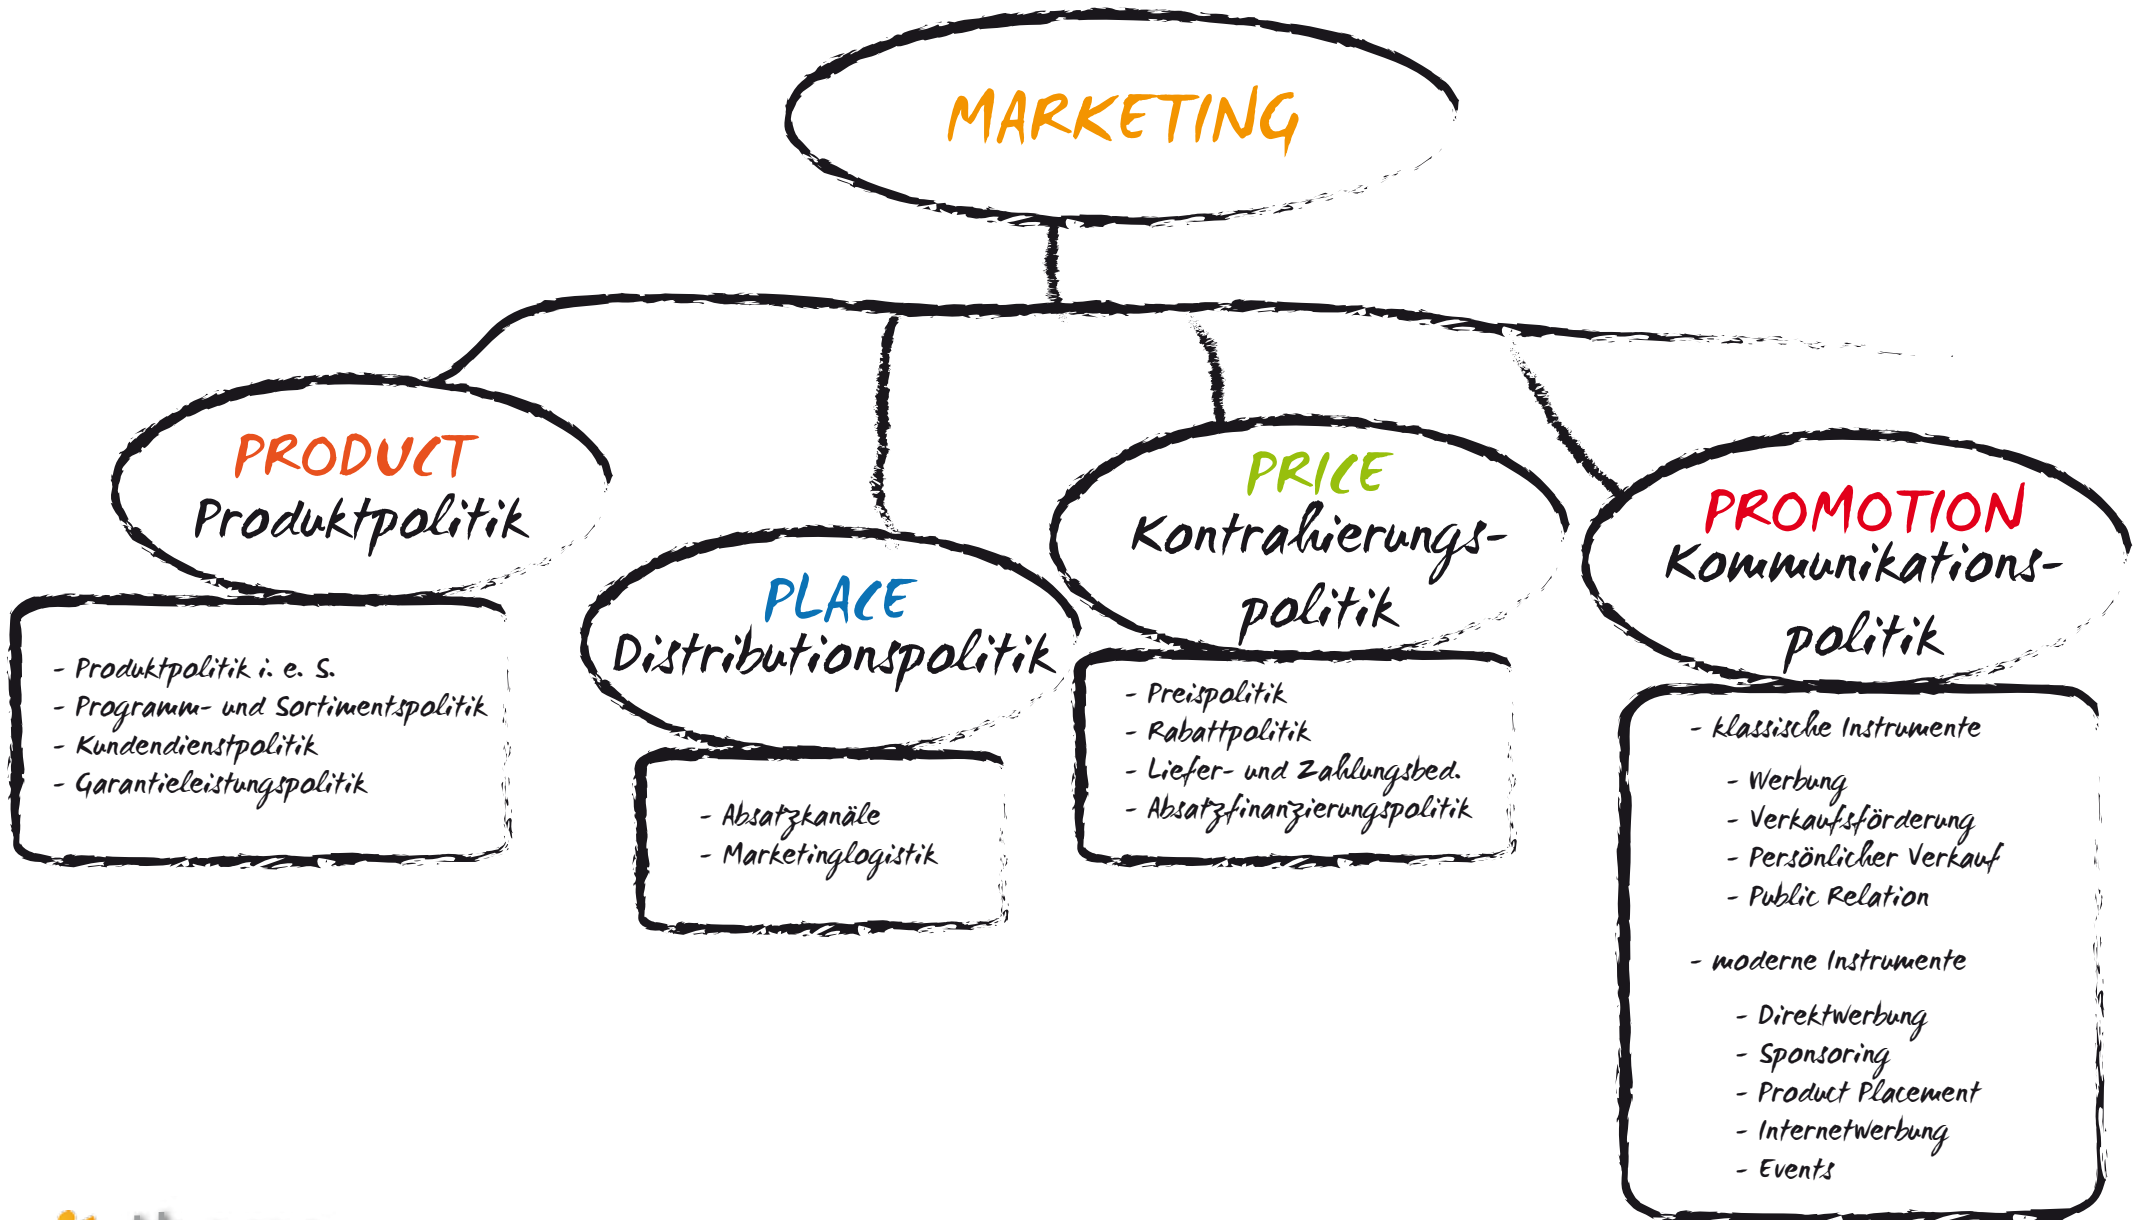 MARKETING
PRODUCT
Produktpolitik
- Produktpolitik i. e. S.
- Programm- und Sortimentspolitik
- Kundendienstpolitik
- Garantieleistungspolitik
PLACE
Distributionspolitik
- Absatzkanäle
- Marketinglogistik
PRICE
Kontrahierungs-
politik
- Preispolitik
- Rabattpolitik
- Liefer- und Zahlungsbed.
- Absatzfinanzierungspolitik
PROMOTION
Kommunikations-
politik
- klassische Instrumente
- Werbung
- Verkaufsförderung
- Persönlicher Verkauf
- Public Relation
- moderne Instrumente
- Direktwerbung
- Sponsoring
- Product Placement
- Internetwerbung
- Events